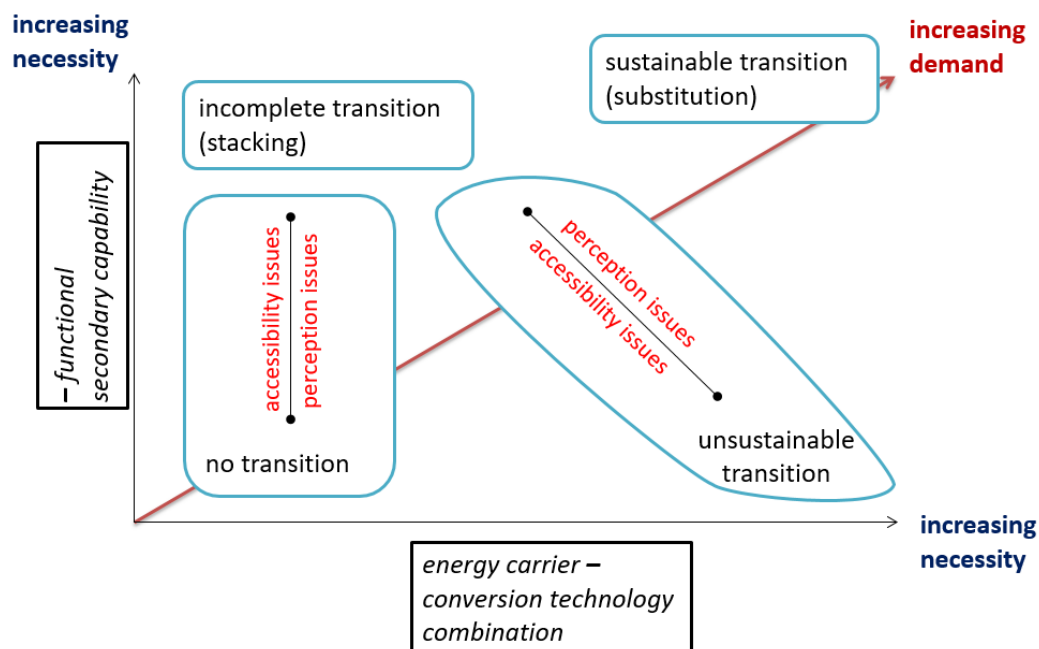 increasing
necessity
increasing
demand
incomplete transition
(stacking)
sustainable transition
(substitution)
– functional
secondary capability
accessibility issues
perception issues
perception issues
accessibility issues
no transition
unsustainable
transition
increasing
necessity
energy carrier –
conversion technology
combination